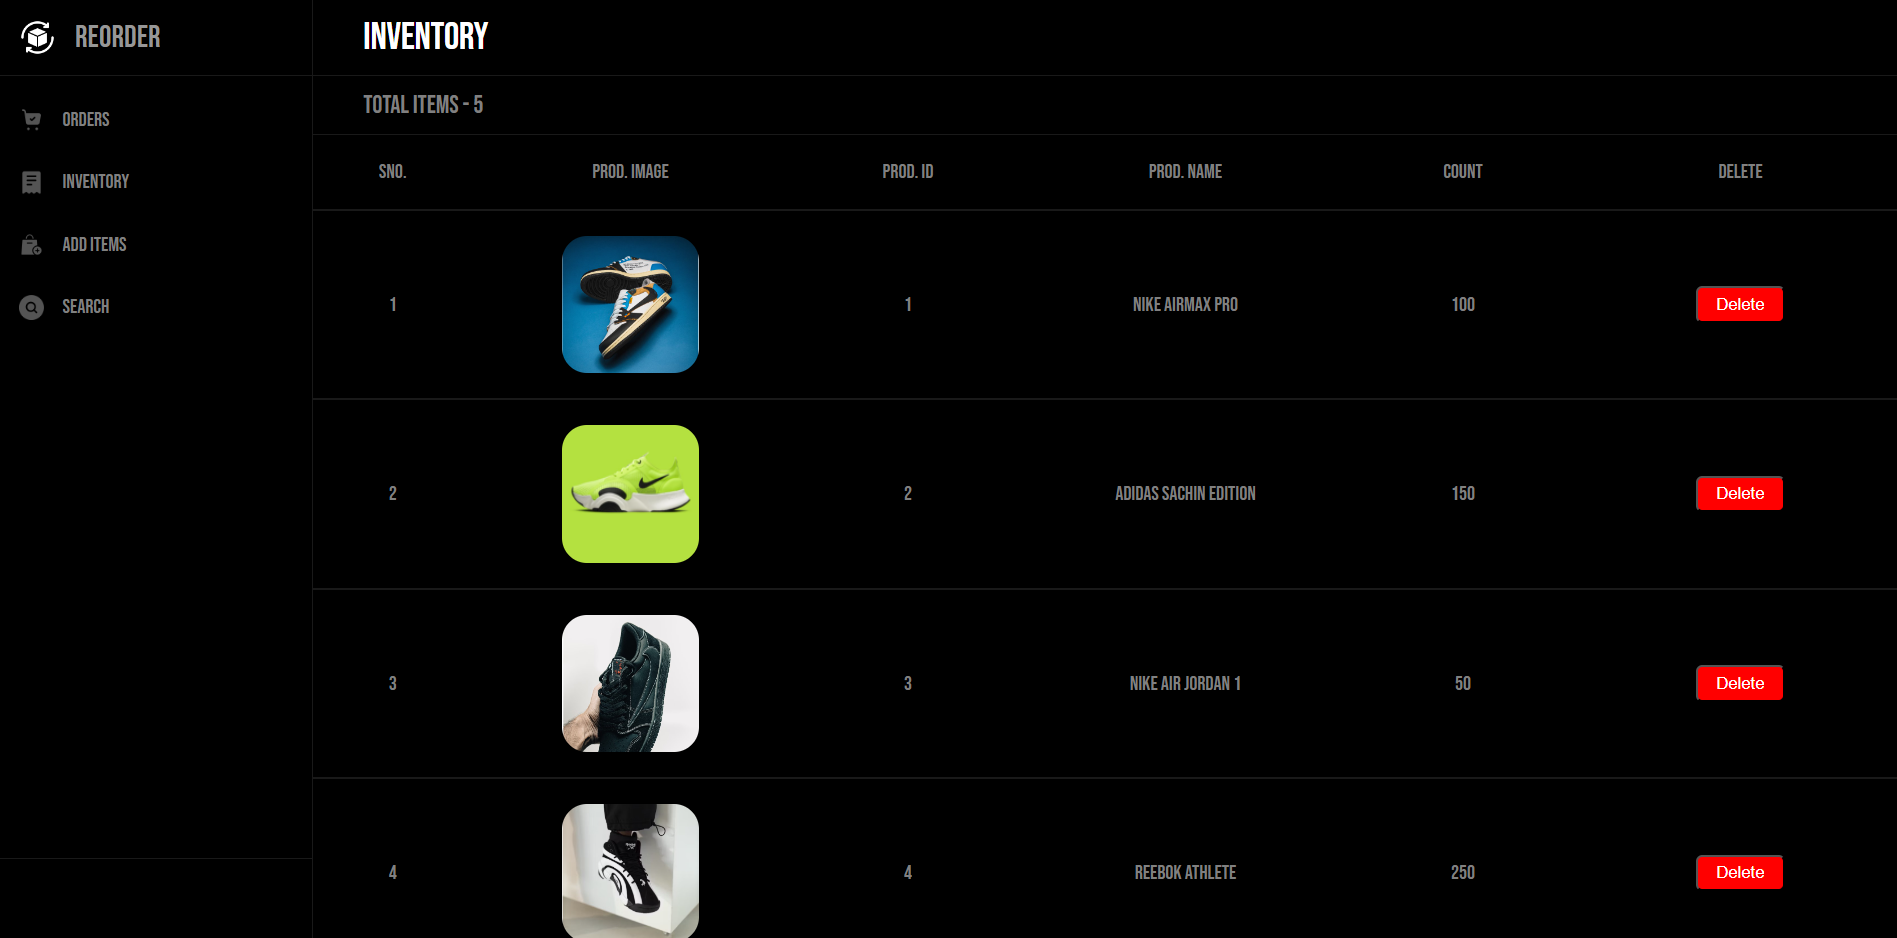 REORDER
INVENTORY
TOTAL ITEMS - 5
ORDERS
INVENTORY
ADD ITEMS
SEARCH
SNO. PROD. IMAGE PROD. ID PROD. NAME COUNT DELETE
1 1 NIKE AIRMAX PRO 100 Delete
2 2 ADIDAS SACHIN EDITION 150 Delete
3 3 NIKE AIR JORDAN 1 50 Delete
4 4 REEBOK ATHLETE 250 Delete